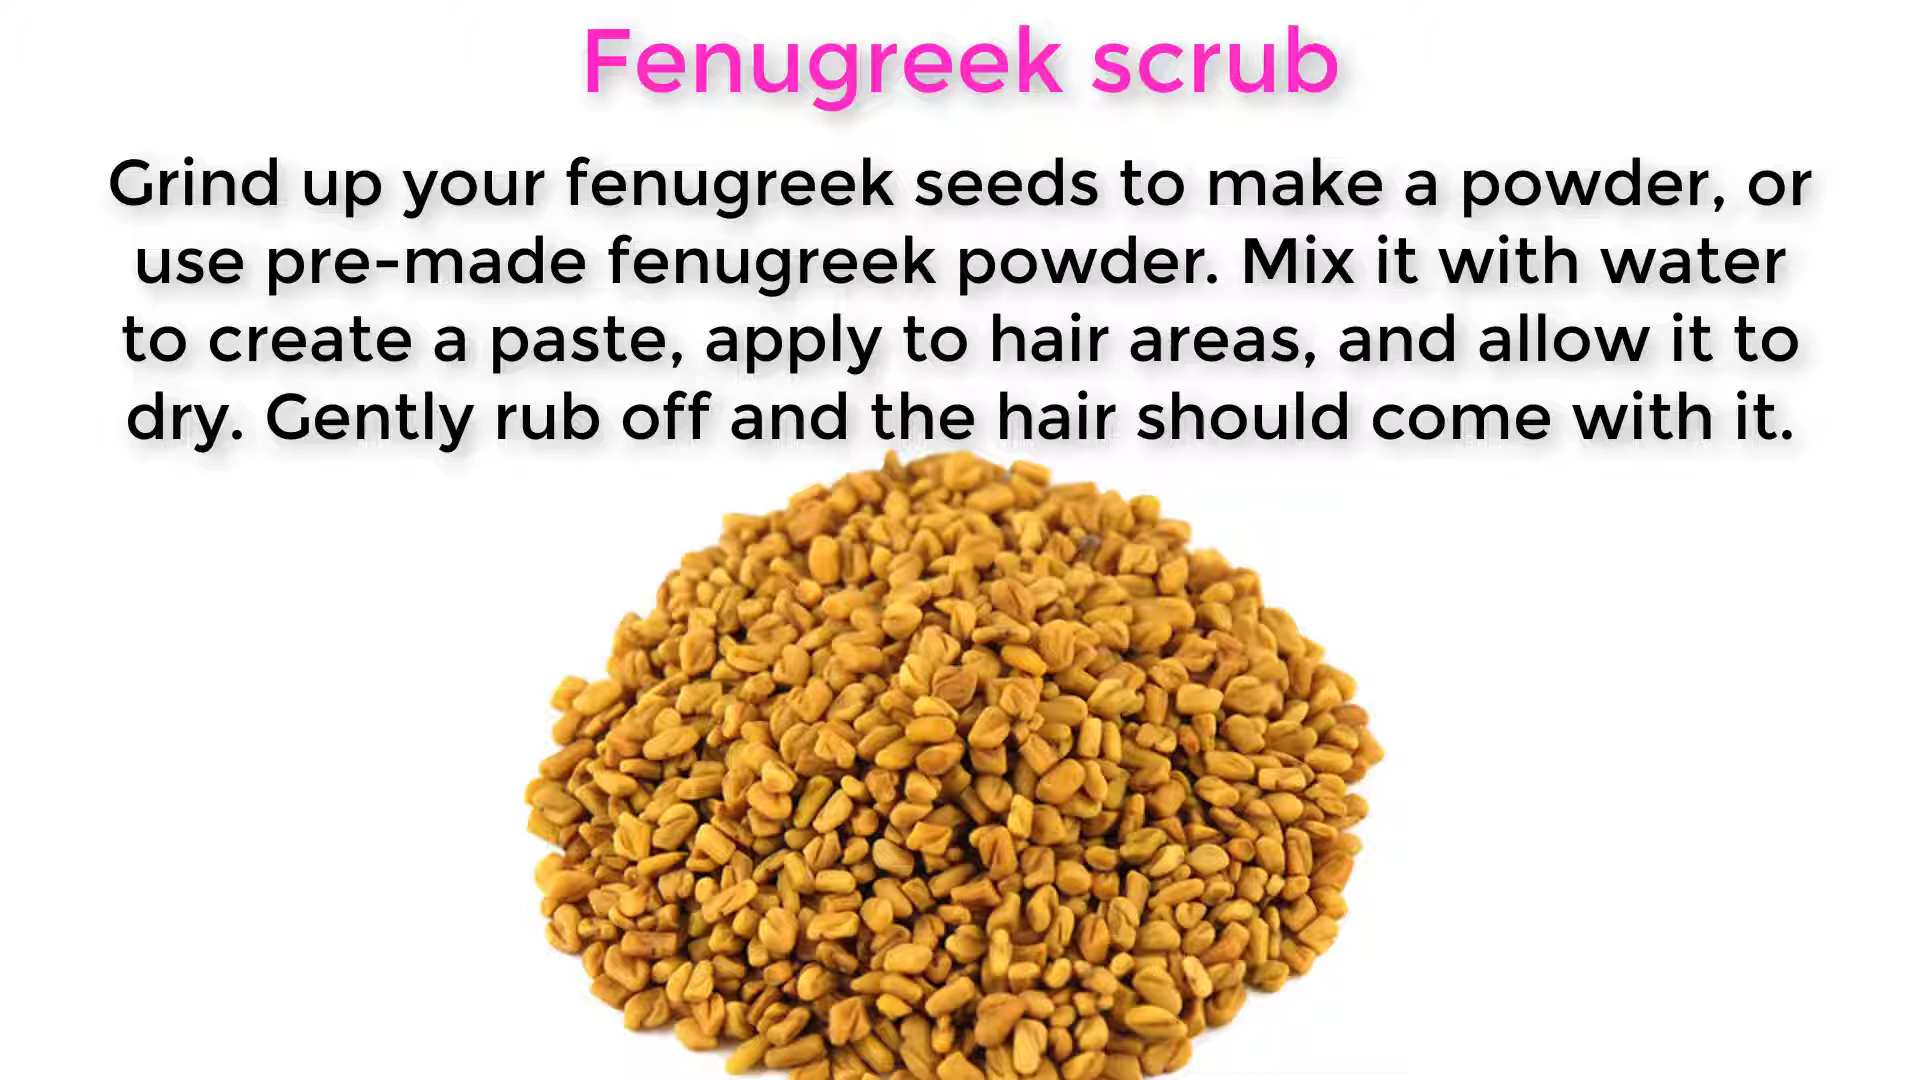 Fenugreek scrub
Grind up your fenugreek seeds to make a powder, or
use pre-made fenugreek powder. Mix it with water
to create a paste, apply to hair areas, and allow it to
dry. Gently rub off and the hair should come with it.